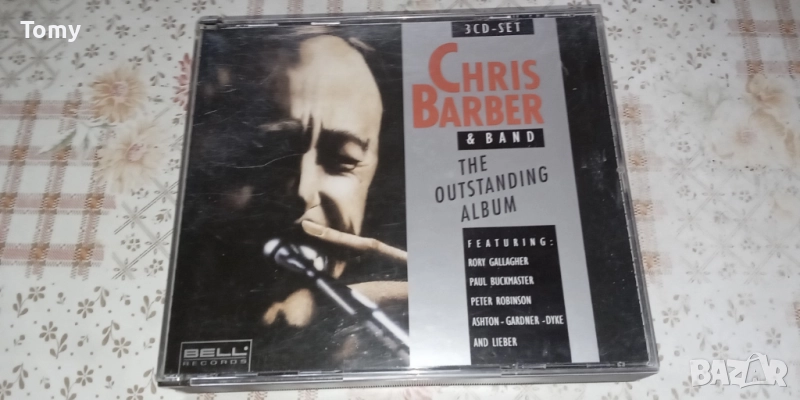 Tomy
3CD-SET
CHRIS
BARBER
& BAND
THE
OUTSTANDING
ALBUM
FEATURING:
RORY GALLAGHER
PAUL BUCKMASTER
PETER ROBINSON
ASHTON-GARDNER-DYKE
AND LIEBER
BELL
RECORDS
BAZAR